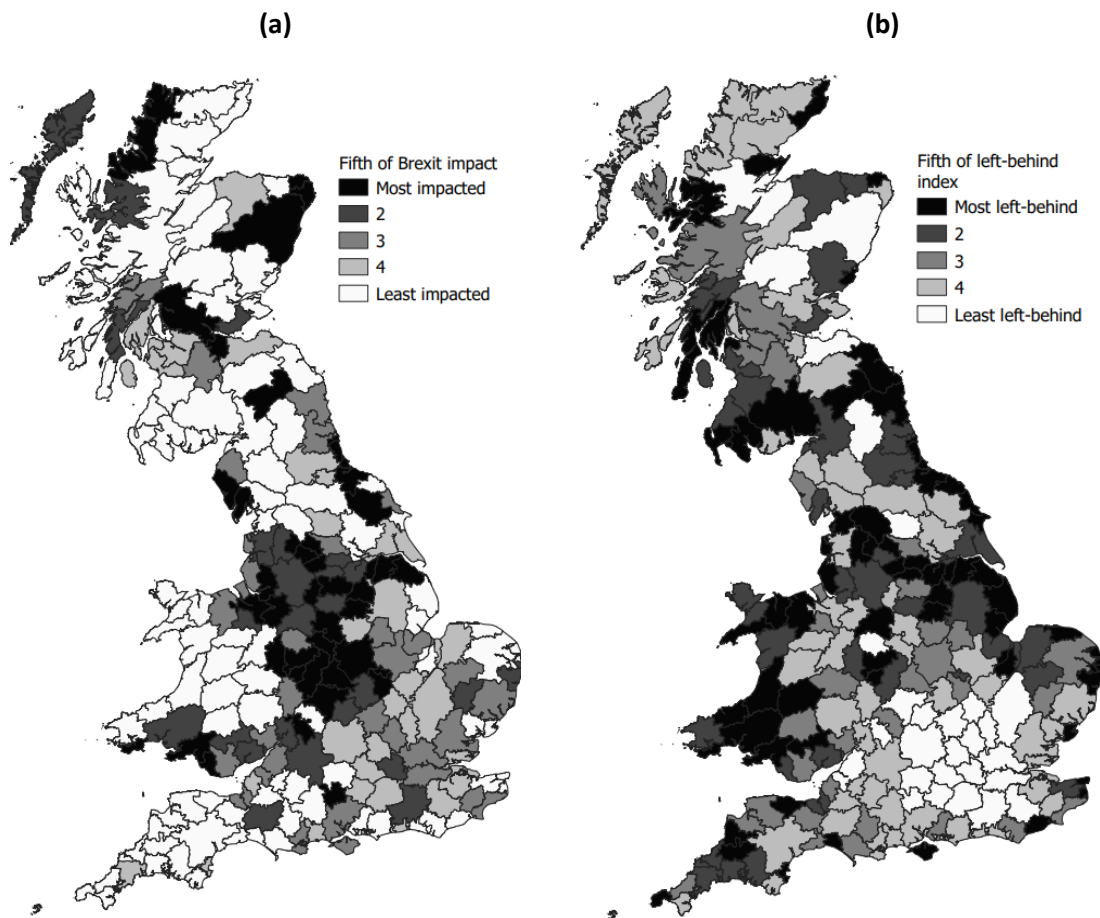 (a)
(b)
Fifth of Brexit impact
Most impacted
2
3
4
Least impacted
Fifth of left-behind
index
Most left-behind
2
3
4
Least left-behind